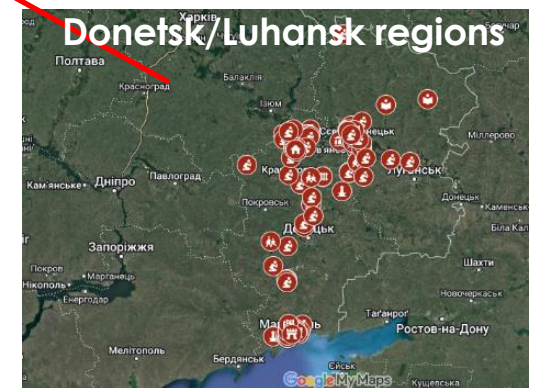 Donetsk/Luhansk regions
Харків
Полтава
Балаклія
Красноград
Ізюм
Міллерово
Павлоград
Дніпро
Кам'янське
Луганськ
Покровськ
Донецьк
Каменськ
Біла Кал
Запоріжжя
Шахти
Покров
Марганець
Нікополь
Новочеркаськ
Енергодар
Таганрог
Ростов-на-Дону
Маріуполь
Мелітополь
Бердянськ
Єйськ
Кущевська
Google My Maps